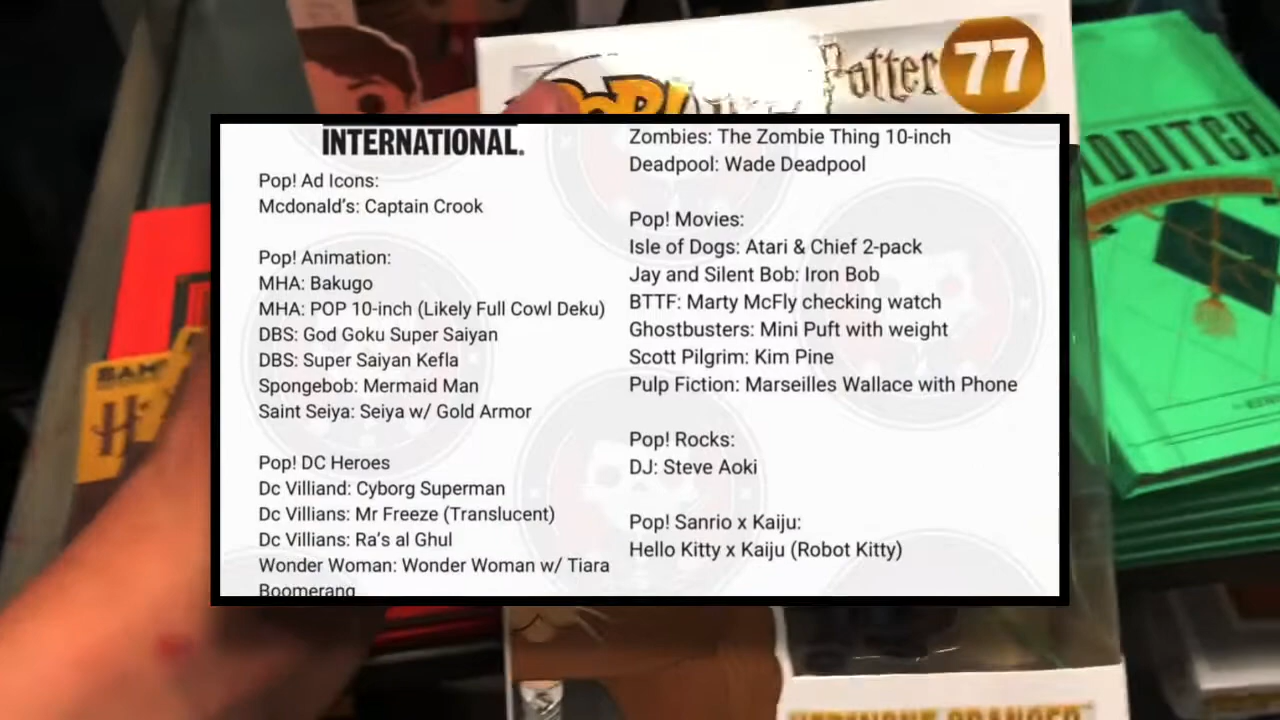 Potter 77
POP!
QUIDDITCH
INTERNATIONAL.
Pop! Ad Icons:
Mcdonald's: Captain Crook
Pop! Animation:
MHA: Bakugo
MHA: POP 10-inch (Likely Full Cowl Deku)
DBS: God Goku Super Saiyan
DBS: Super Saiyan Kefla
Spongebob: Mermaid Man
Saint Seiya: Seiya w/ Gold Armor
Pop! DC Heroes
Dc Villiand: Cyborg Superman
Dc Villians: Mr Freeze (Translucent)
Dc Villians: Ra's al Ghul
Wonder Woman: Wonder Woman w/ Tiara
Boomerang
Zombies: The Zombie Thing 10-inch
Deadpool: Wade Deadpool
Pop! Movies:
Isle of Dogs: Atari & Chief 2-pack
Jay and Silent Bob: Iron Bob
BTTF: Marty McFly checking watch
Ghostbusters: Mini Puft with weight
Scott Pilgrim: Kim Pine
Pulp Fiction: Marseilles Wallace with Phone
Pop! Rocks:
DJ: Steve Aoki
Pop! Sanrio x Kaiju:
Hello Kitty x Kaiju (Robot Kitty)
HERMIONE GRANGER